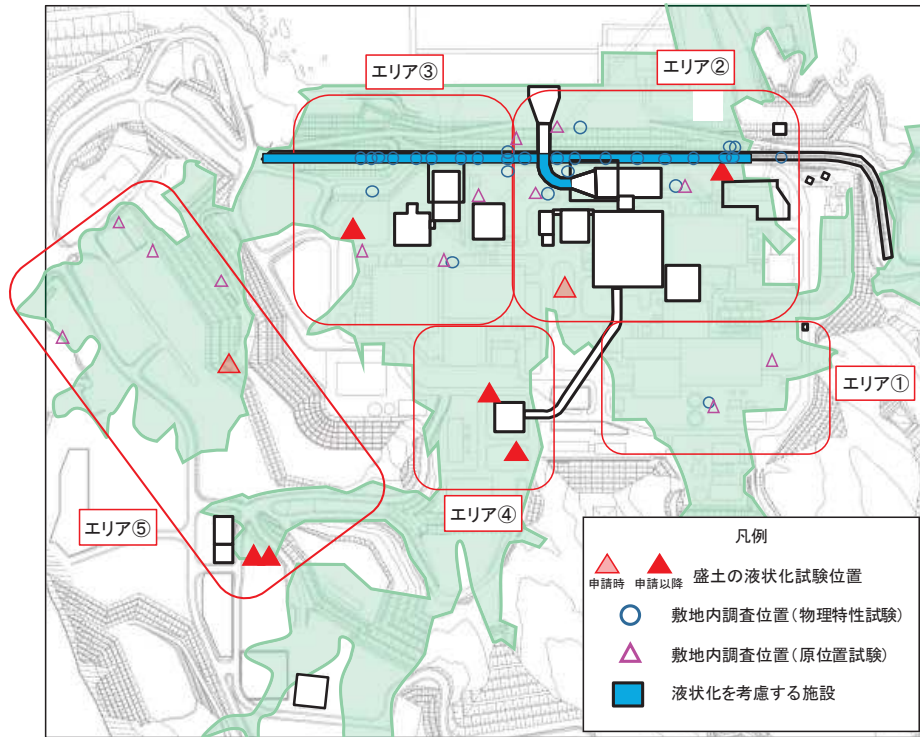 エリア③
エリア②
エリア①
エリア④
エリア⑤
凡例
申請時 申請以降 盛土の液状化試験位置
敷地内調査位置(物理特性試験)
敷地内調査位置(原位置試験)
液状化を考慮する施設